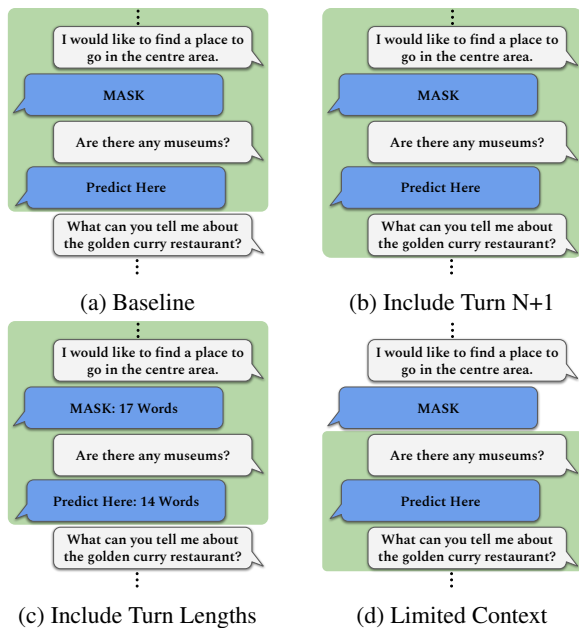 I would like to find a place to
go in the centre area.
MASK
Are there any museums?
Predict Here
What can you tell me about
the golden curry restaurant?
(a) Baseline
I would like to find a place to
go in the centre area.
MASK
Are there any museums?
Predict Here
What can you tell me about
the golden curry restaurant?
(b) Include Turn N+1
I would like to find a place to
go in the centre area.
MASK: 17 Words
Are there any museums?
Predict Here: 14 Words
What can you tell me about
the golden curry restaurant?
(c) Include Turn Lengths
I would like to find a place to
go in the centre area.
MASK
Are there any museums?
Predict Here
What can you tell me about
the golden curry restaurant?
(d) Limited Context